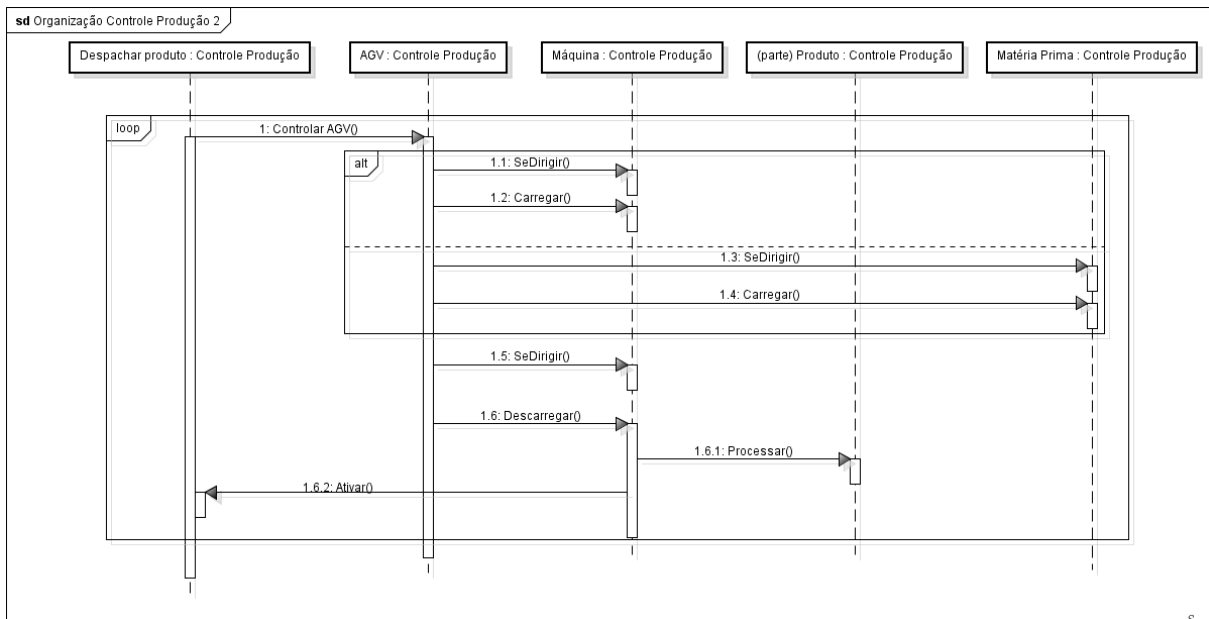 sd Organização Controle Produção 2
Despachar produto : Controle Produção
AGV : Controle Produção
Máquina : Controle Produção
(parte) Produto : Controle Produção
Matéria Prima : Controle Produção
loop
1: Controlar AGV()
alt
1.1: SeDirigir()
1.2: Carregar()
1.3: SeDirigir()
1.4: Carregar()
1.5: SeDirigir()
1.6: Descarregar()
1.6.1: Processar()
1.6.2: Ativar()